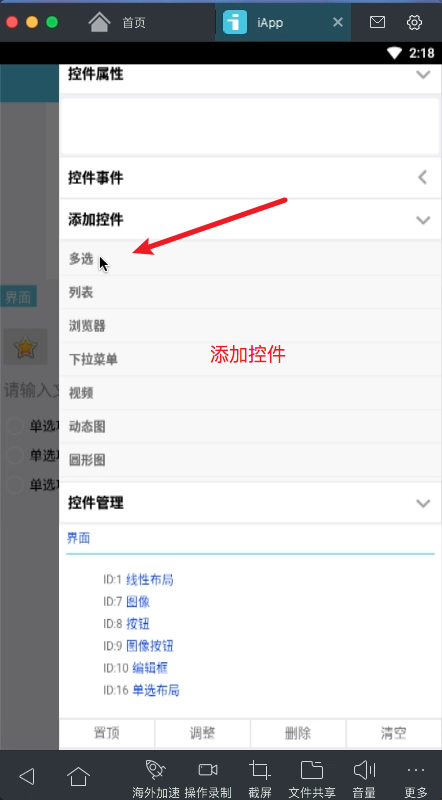 首页
iApp
2:18
控件属性
控件事件
添加控件
多选
列表
浏览器
添加控件
下拉菜单
视频
动态图
圆形图
控件管理
界面
ID:1 线性布局
ID:7 图像
ID:8 按钮
ID:9 图像按钮
ID:10 编辑框
ID:16 单选布局
置顶 调整 删除 清空
界面
请输入
单选
单选
单选
海外加速 操作录制 截屏 文件共享 音量 更多